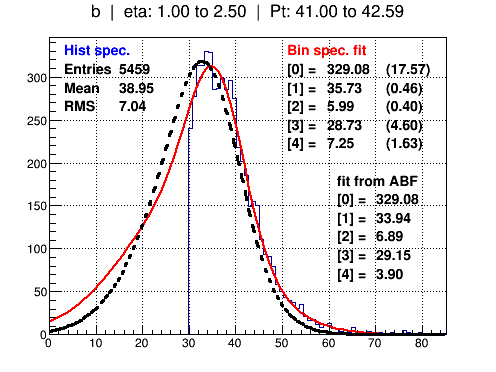 b | eta: 1.00 to 2.50 | Pt: 41.00 to 42.59
Hist spec.
Entries 5459
Mean 38.95
RMS 7.04
Bin spec. fit
[0] = 329.08 (17.57)
[1] = 35.73 (0.46)
[2] = 5.99 (0.40)
[3] = 28.73 (4.60)
[4] = 7.25 (1.63)
fit from ABF
[0] = 329.08
[1] = 33.94
[2] = 6.89
[3] = 29.15
[4] = 3.90
300
250
200
150
100
50
0
0 10 20 30 40 50 60 70 80